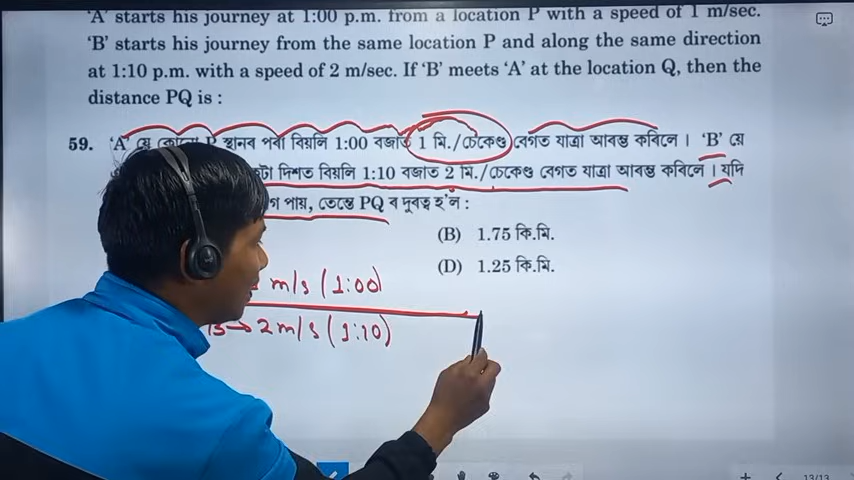 'A' starts his journey at 1:00 p.m. from a location P with a speed of 1 m/sec.
'B' starts his journey from the same location P and along the same direction
at 1:10 p.m. with a speed of 2 m/sec. If 'B' meets 'A' at the location Q, then the
distance PQ is :
59. 'A' য়ে P স্থানৰ পৰা বিয়লি 1:00 বজাত 1 মি./চেকেণ্ড বেগত যাত্ৰা আৰম্ভ কৰিলে। 'B' য়ে
দিশত বিয়লি 1:10 বজাত 2 মি./চেকেণ্ড বেগত যাত্ৰা আৰম্ভ কৰিলে। যদি
পায়, তেন্তে PQ ৰ দূৰত্ব হ'ল :
(B) 1.75 কি.মি.
(D) 1.25 কি.মি.
m/s (1:00)
B→ 2 m/s (1:10)
13/13